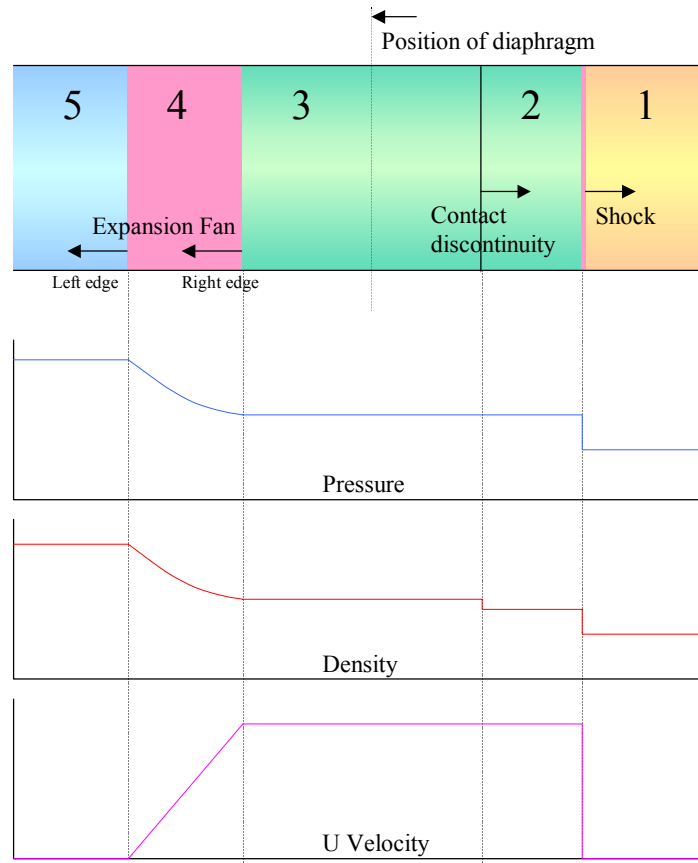 Position of diaphragm
5 4 3 2 1
Expansion Fan
Contact
discontinuity
Shock
Left edge
Right edge
Pressure
Density
U Velocity